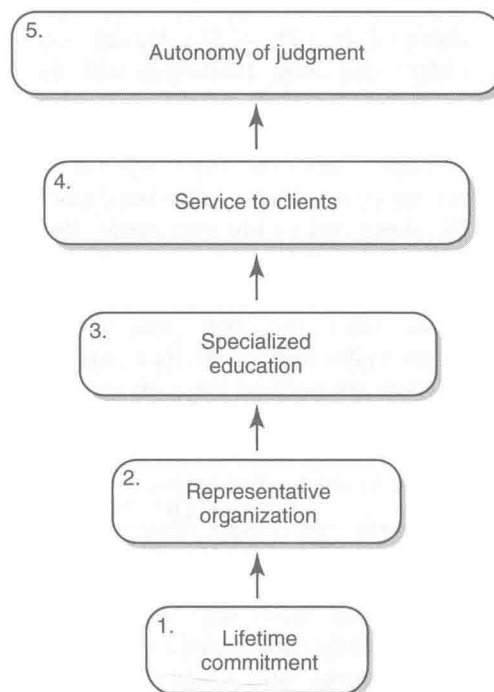 5.
Autonomy of judgment
4.
Service to clients
3.
Specialized
education
2.
Representative
organization
1.
Lifetime
commitment